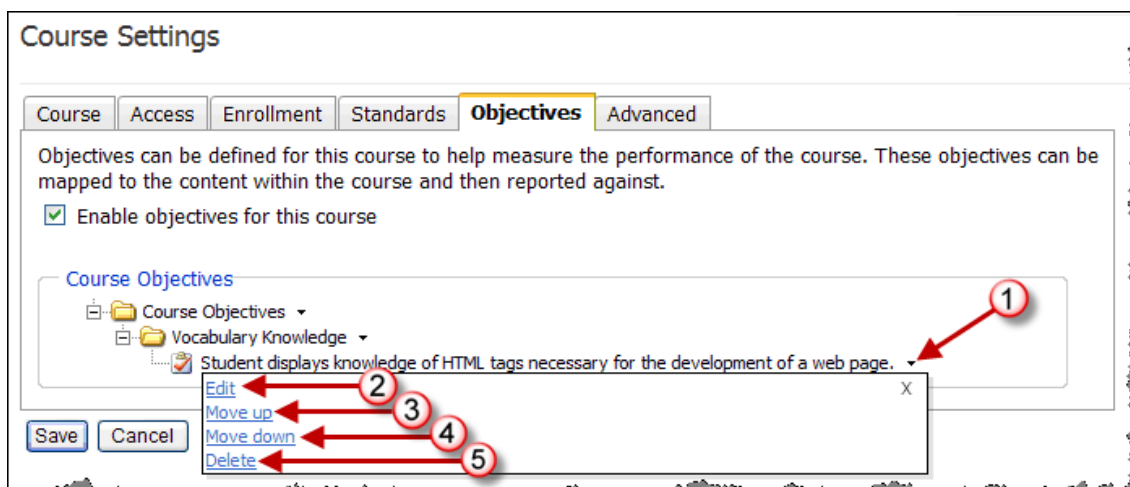 Course Settings
Course Access Enrollment Standards Objectives Advanced
Objectives can be defined for this course to help measure the performance of the course. These objectives can be
mapped to the content within the course and then reported against.
Enable objectives for this course
Course Objectives
Course Objectives
1
Vocabulary Knowledge
Student displays knowledge of HTML tags necessary for the development of a web page.
Edit 2 X
Move up 3
Save Cancel Move down 4
Delete 5